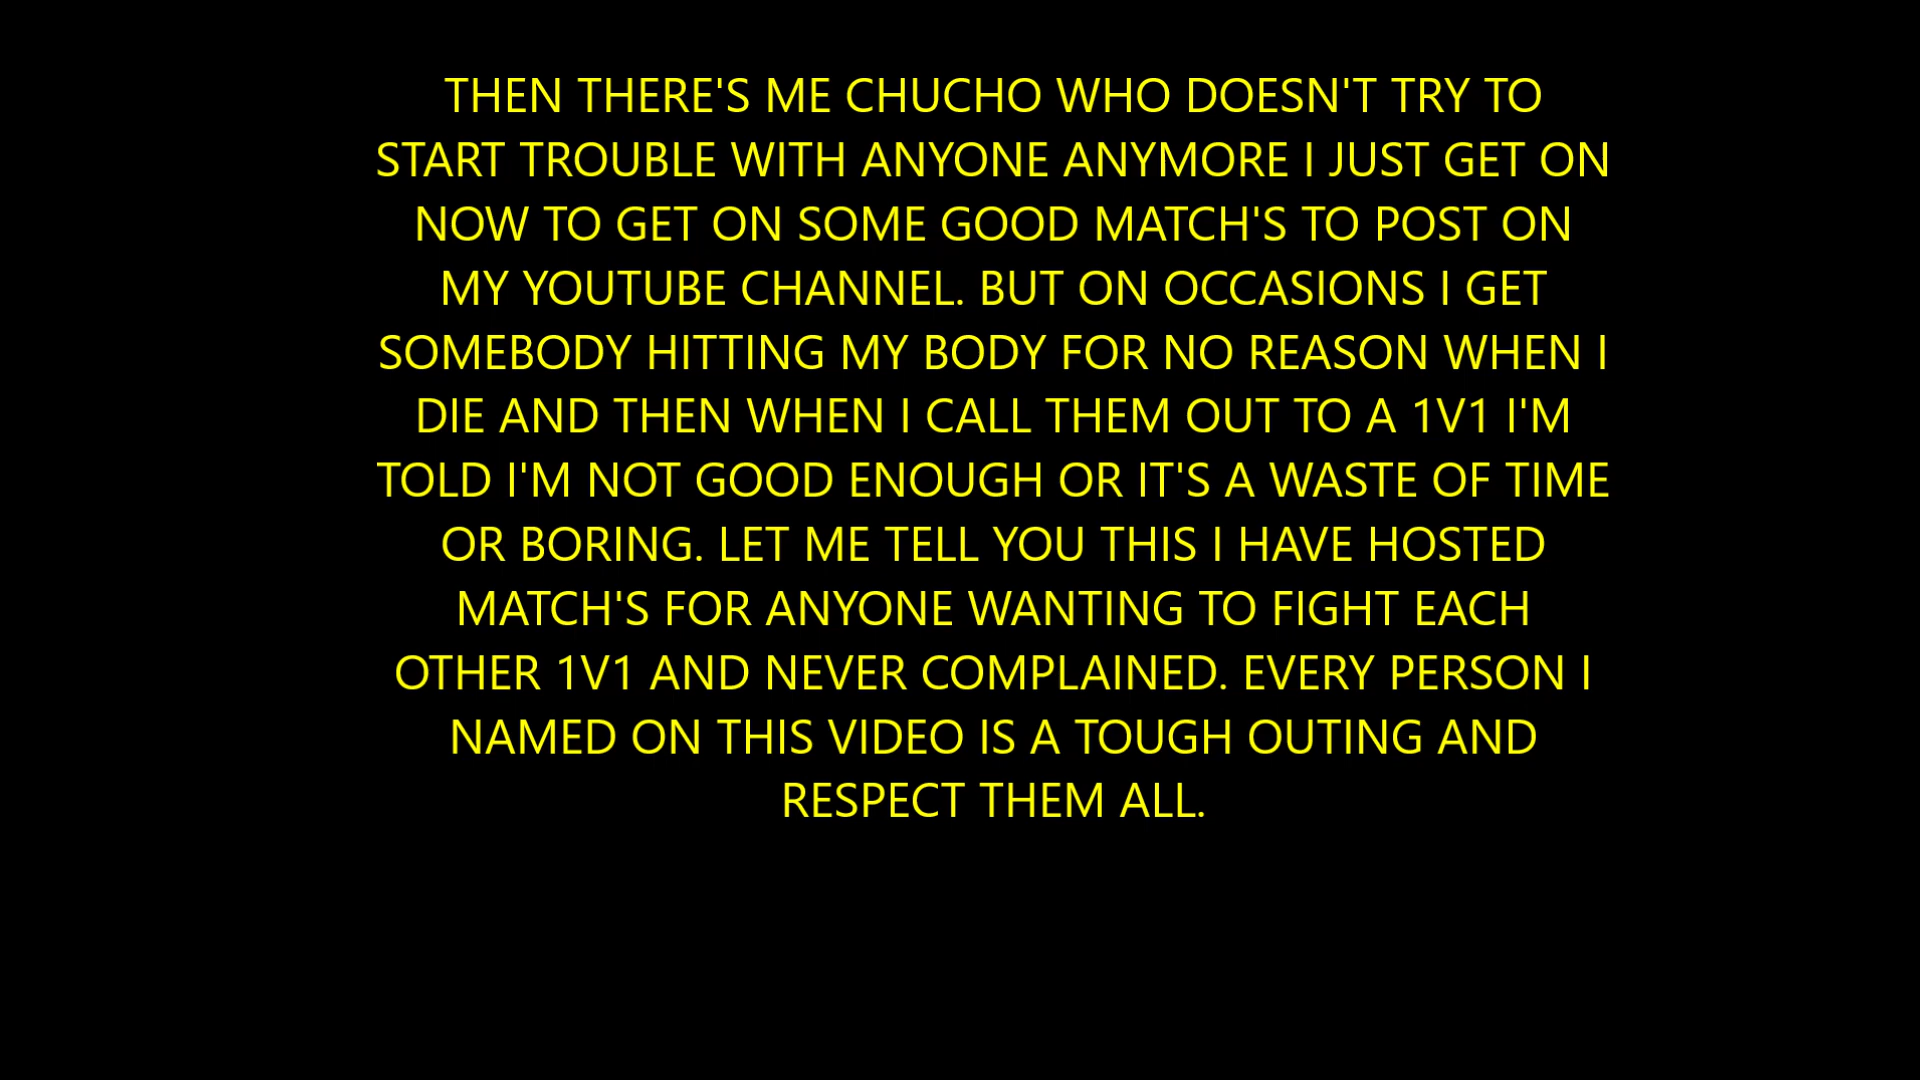 THEN THERE'S ME CHUCHO WHO DOESN'T TRY TO
START TROUBLE WITH ANYONE ANYMORE I JUST GET ON
NOW TO GET ON SOME GOOD MATCH'S TO POST ON
MY YOUTUBE CHANNEL. BUT ON OCCASIONS I GET
SOMEBODY HITTING MY BODY FOR NO REASON WHEN I
DIE AND THEN WHEN I CALL THEM OUT TO A 1V1 I'M
TOLD I'M NOT GOOD ENOUGH OR IT'S A WASTE OF TIME
OR BORING. LET ME TELL YOU THIS I HAVE HOSTED
MATCH'S FOR ANYONE WANTING TO FIGHT EACH
OTHER 1V1 AND NEVER COMPLAINED. EVERY PERSON I
NAMED ON THIS VIDEO IS A TOUGH OUTING AND
RESPECT THEM ALL.